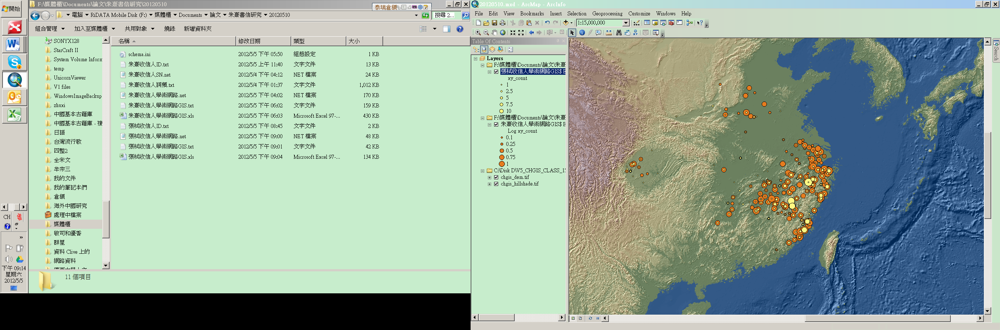 開始
F:\媒體櫃\Documents\論文\朱熹書信研究\20120510
泰瑞倉頡
電腦 RiDATA Mobile Disk (F:) 媒體櫃 Documents 論文 朱熹書信研究 20120510
搜尋 2...
組合管理 加入至媒體櫃 共用對象 燒錄 新增資料夾
SONYX128
StarCraft II
System Volume Inform
temp
UnicornViewer
V1 files
WindowsImageBackup
zhuxi
中國基本古籍庫
中國基本古籍庫 - 複
日語
台灣流行歌
四整2
全宋文
牟宗三
我的文件
我的筆記本們
倉頡
海外中國研究
處理中檔案
媒體櫃
敬司和優香
群星
資料 Clive 上的
網路資料
名稱 修改日期 類型 大小
schema.ini 2012/5/5 下午 05:50 組態設定 1 KB
朱熹收信人ID.txt 2012/5/5 上午 11:40 文字文件 13 KB
朱熹收信人SN.net 2012/5/4 下午 04:12 NET 檔案 24 KB
朱熹收信人詞頻.txt 2012/5/4 下午 01:37 文字文件 1,012 KB
朱熹收信人學術網路.net 2012/5/5 下午 04:02 NET 檔案 170 KB
朱熹收信人學術網路GIS.txt 2012/5/5 下午 06:02 文字文件 159 KB
朱熹收信人學術網路GIS.xls 2012/5/5 下午 06:03 Microsoft Excel 97-... 430 KB
張栻收信人ID.txt 2012/5/5 下午 08:45 文字文件 2 KB
張栻收信人學術網路.net 2012/5/5 下午 09:00 NET 檔案 48 KB
張栻收信人學術網路GIS.txt 2012/5/5 下午 09:01 文字文件 42 KB
張栻收信人學術網路GIS.xls 2012/5/5 下午 09:04 Microsoft Excel 97-... 134 KB
11 個項目
CH
下午 09:14
星期六
2012/5/5
20120510.mxd - ArcMap - ArcInfo
File Edit View Bookmarks Insert Selection Geoprocessing Customize Windows Help
1:15,000,000
Table Of Contents
Layers
F:\媒體櫃\Documents\論文\朱熹
張栻收信人學術網路GIS$ E
xy_count
1
2.5
5
7.5
10
F:\媒體櫃\Documents\論文\朱熹
朱熹收信人學術網路GIS$ E
Log xy_count
0.1
0.25
0.5
0.75
1
C:\Disk D\V5_CHGIS_CLASS_1
chgis_dem.tif
chgis_hillshade.tif
Search